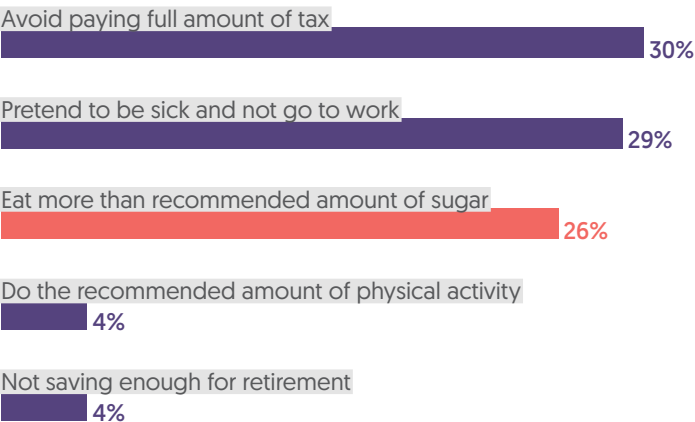 Avoid paying full amount of tax
30%
Pretend to be sick and not go to work
29%
Eat more than recommended amount of sugar
26%
Do the recommended amount of physical activity
4%
Not saving enough for retirement
4%